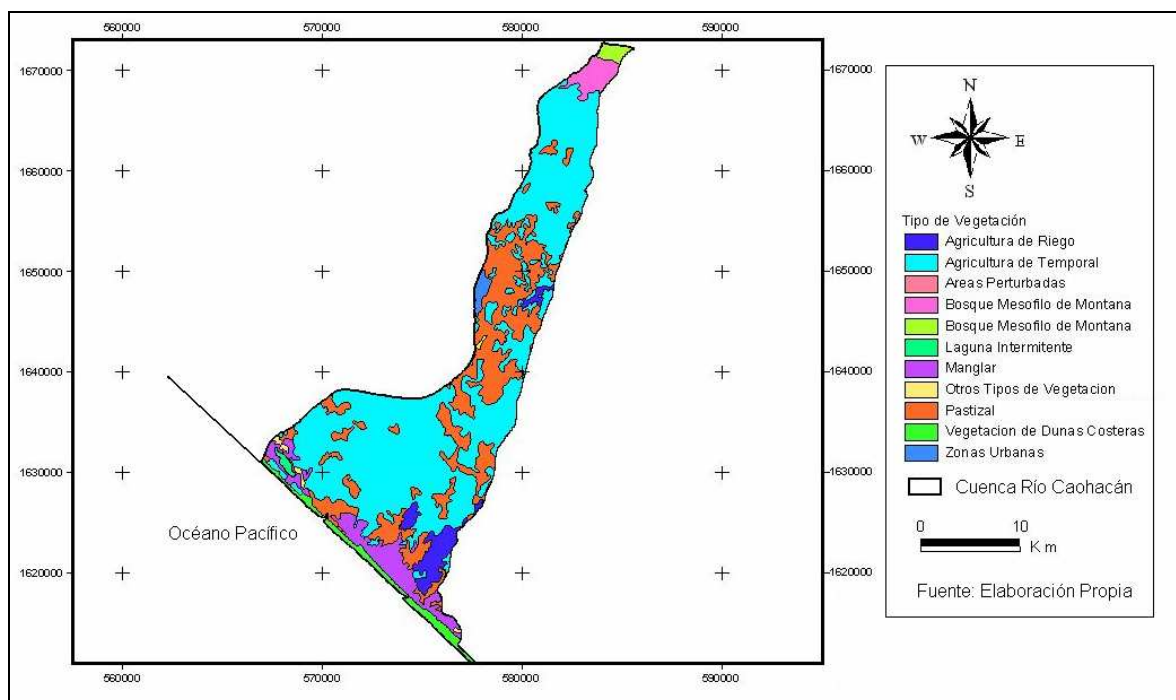 560000 570000 580000 590000
1670000 1670000
1660000 1660000
1650000 1650000
1640000 1640000
1630000 1630000
1620000 1620000
560000 570000 580000 590000
Océano Pacífico
N
W E
S
Tipo de Vegetación
Agricultura de Riego
Agricultura de Temporal
Areas Perturbadas
Bosque Mesofilo de Montana
Bosque Mesofilo de Montana
Laguna Intermitente
Manglar
Otros Tipos de Vegetacion
Pastizal
Vegetacion de Dunas Costeras
Zonas Urbanas
Cuenca Río Caohacán
0 10
Km
Fuente: Elaboración Propia